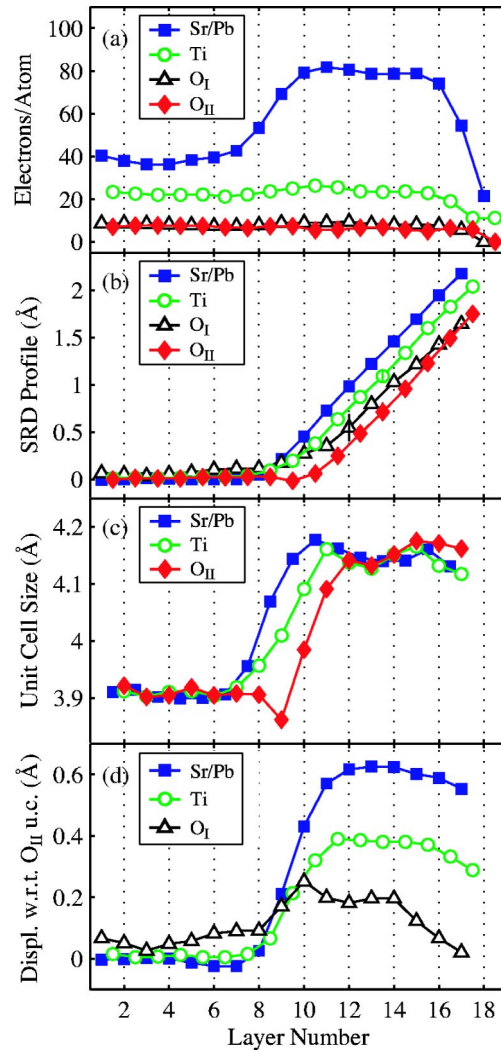 Electrons/Atom
100
80
60
40
20
0
(a)
Sr/Pb
Ti
O_I
O_II
SRD Profile (Å)
2
1.5
1
0.5
0
(b)
Sr/Pb
Ti
O_I
O_II
Unit Cell Size (Å)
4.2
4.1
4
3.9
(c)
Sr/Pb
Ti
O_II
Displ. w.r.t. O_II u.c. (Å)
0.6
0.4
0.2
0
(d)
Sr/Pb
Ti
O_I
2 4 6 8 10 12 14 16 18
Layer Number